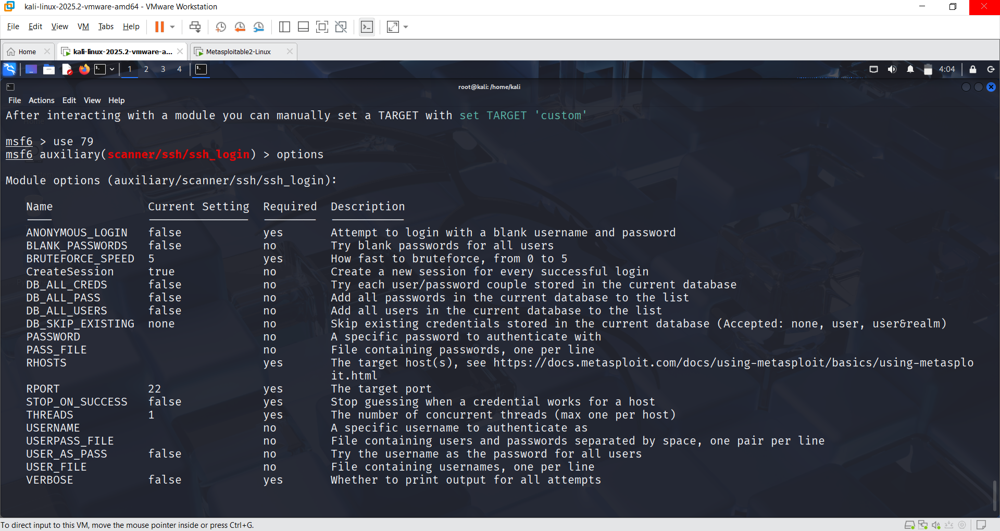 kali-linux-2025.2-vmware-amd64 - VMware Workstation
File Edit View VM Tabs Help
Home kali-linux-2025.2-vmware-a... Metasploitable2-Linux
1 2 3 4 4:04
root@kali: /home/kali
File Actions Edit View Help
After interacting with a module you can manually set a TARGET with set TARGET 'custom'
msf6 > use 79
msf6 auxiliary(scanner/ssh/ssh_login) > options
Module options (auxiliary/scanner/ssh/ssh_login):
Name Current Setting Required Description
ANONYMOUS_LOGIN false yes Attempt to login with a blank username and password
BLANK_PASSWORDS false no Try blank passwords for all users
BRUTEFORCE_SPEED 5 yes How fast to bruteforce, from 0 to 5
CreateSession true no Create a new session for every successful login
DB_ALL_CREDS false no Try each user/password couple stored in the current database
DB_ALL_PASS false no Add all passwords in the current database to the list
DB_ALL_USERS false no Add all users in the current database to the list
DB_SKIP_EXISTING none no Skip existing credentials stored in the current database (Accepted: none, user, user&realm)
PASSWORD no A specific password to authenticate with
PASS_FILE no File containing passwords, one per line
RHOSTS yes The target host(s), see https://docs.metasploit.com/docs/using-metasploit/basics/using-metasplo
it.html
RPORT 22 yes The target port
STOP_ON_SUCCESS false yes Stop guessing when a credential works for a host
THREADS 1 yes The number of concurrent threads (max one per host)
USERNAME no A specific username to authenticate as
USERPASS_FILE no File containing users and passwords separated by space, one pair per line
USER_AS_PASS false no Try the username as the password for all users
USER_FILE no File containing usernames, one per line
VERBOSE false yes Whether to print output for all attempts
To direct input to this VM, move the mouse pointer inside or press Ctrl+G.